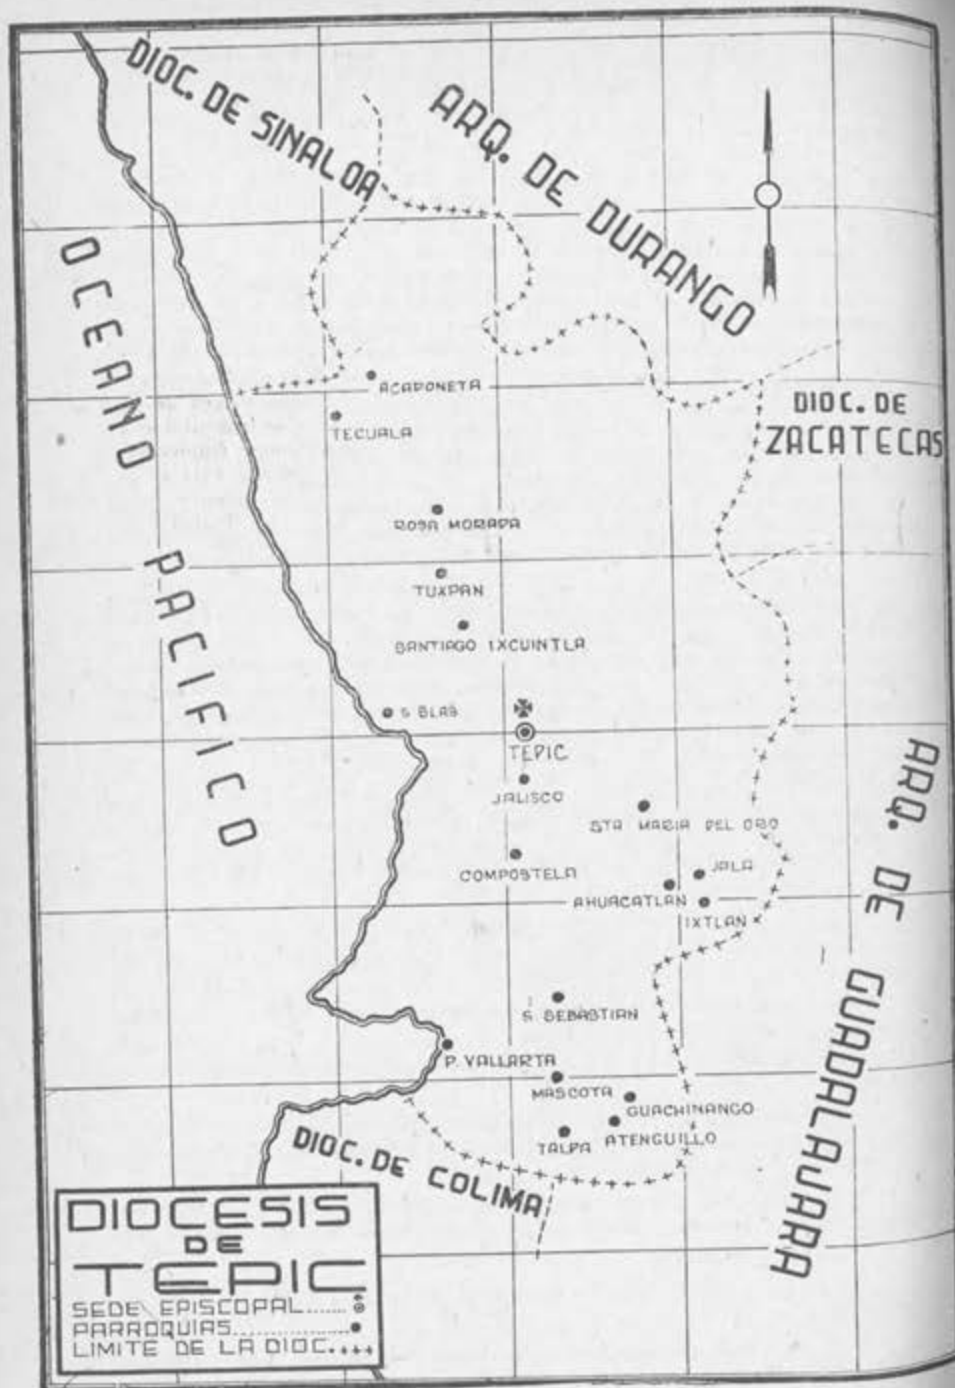 DIOC. DE SINALOA
ARQ. DE DURANGO
OCEANO PACIFICO
DIOC. DE
ZACATECAS
ACAPONETA
TECUALA
ROSA MORADA
TUXPAN
SANTIAGO IXCUINTLA
S BLAS
TEPIC
JALISCO
STA MARIA DEL ORO
COMPOSTELA
JALA
AHUACATLAN
IXTLAN
ARQ. DE GUADALAJARA
S. SEBASTIAN
P. VALLARTA
MASCOTA
GUACHINANGO
TALPA
ATENGUILLO
DIOC. DE COLIMA
DIOCESIS
DE
TEPIC
SEDE EPISCOPAL......
PARROQUIAS..............
LIMITE DE LA DIOC.